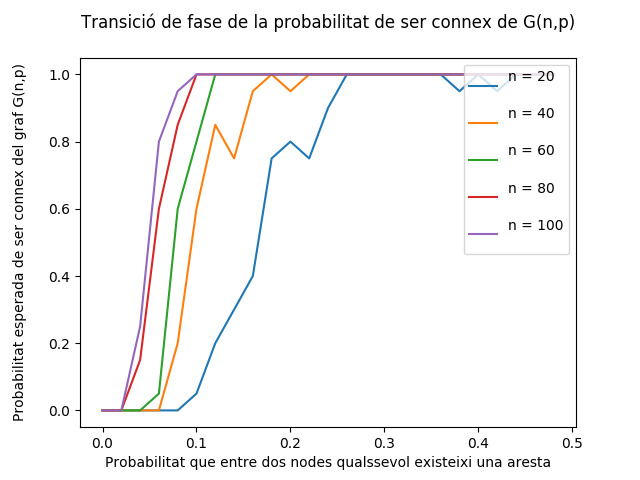 Transició de fase de la probabilitat de ser connex de G(n,p)
Probabilitat esperada de ser connex del graf G(n,p)
1.0
0.8
0.6
0.4
0.2
0.0
n = 20
n = 40
n = 60
n = 80
n = 100
0.0 0.1 0.2 0.3 0.4 0.5
Probabilitat que entre dos nodes qualssevol existeixi una aresta